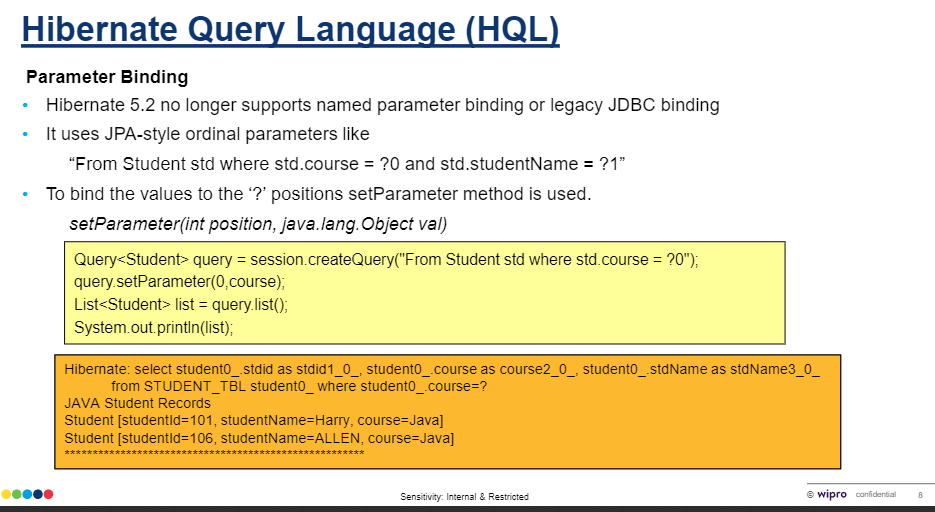 Hibernate Query Language (HQL)
Parameter Binding
• Hibernate 5.2 no longer supports named parameter binding or legacy JDBC binding
• It uses JPA-style ordinal parameters like
“From Student std where std.course = ?0 and std.studentName = ?1”
• To bind the values to the ‘?’ positions setParameter method is used.
setParameter(int position, java.lang.Object val)
Query<Student> query = session.createQuery("From Student std where std.course = ?0");
query.setParameter(0,course);
List<Student> list = query.list();
System.out.println(list);
Hibernate: select student0_.stdid as stdid1_0_, student0_.course as course2_0_, student0_.stdName as stdName3_0_
from STUDENT_TBL student0_ where student0_.course=?
JAVA Student Records
Student [studentId=101, studentName=Harry, course=Java]
Student [studentId=106, studentName=ALLEN, course=Java]
******************************************************
Sensitivity: Internal & Restricted
© wipro confidential 8